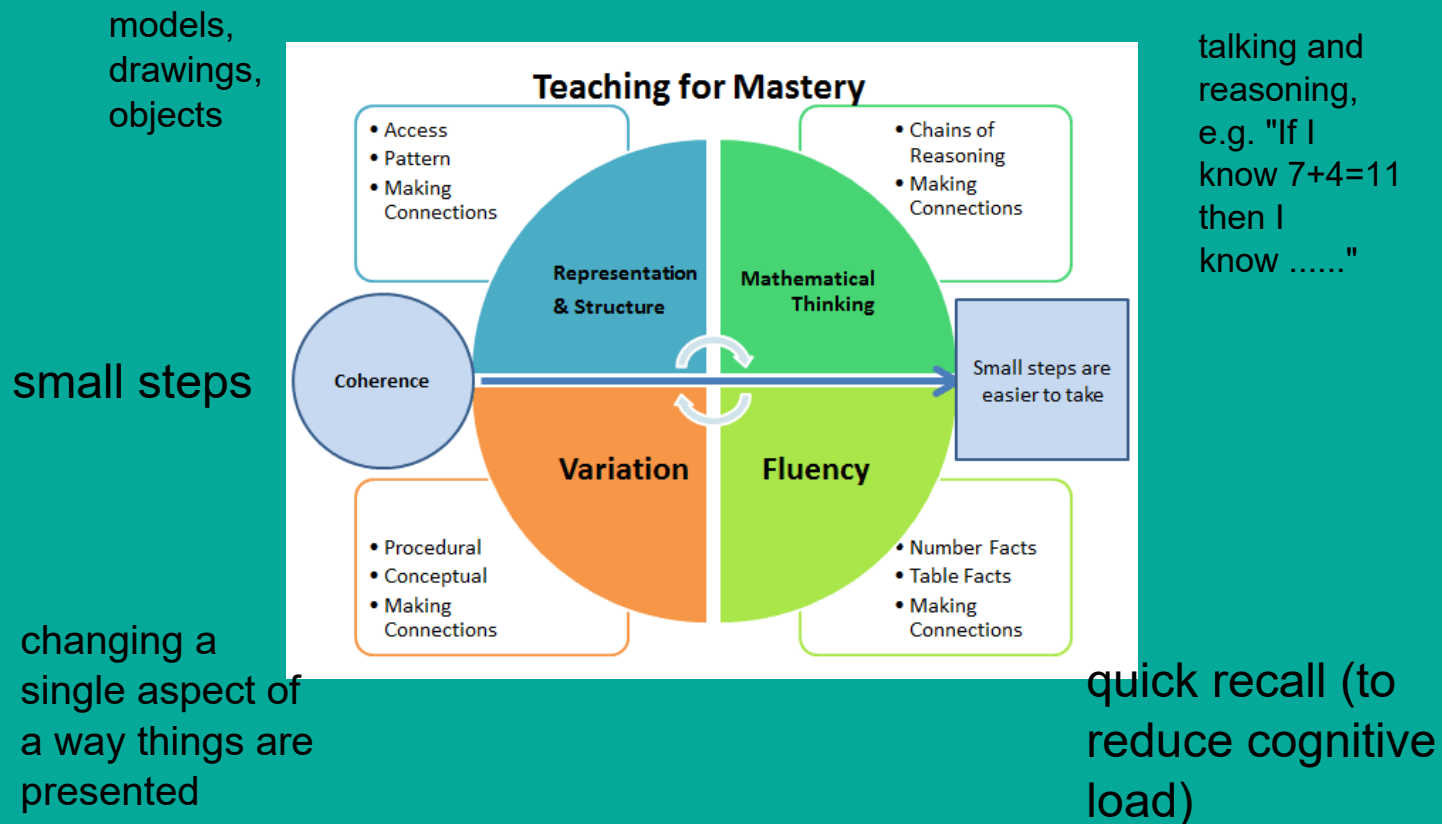 models,
drawings,
objects
talking and
reasoning,
e.g. "If I
know 7+4=11
then I
know ......"
Teaching for Mastery
• Access
• Pattern
• Making
Connections
• Chains of
Reasoning
• Making
Connections
Representation
& Structure
Mathematical
Thinking
small steps
Coherence
Small steps are
easier to take
Variation
Fluency
• Procedural
• Conceptual
• Making
Connections
• Number Facts
• Table Facts
• Making
Connections
changing a
single aspect of
a way things are
presented
quick recall (to
reduce cognitive
load)